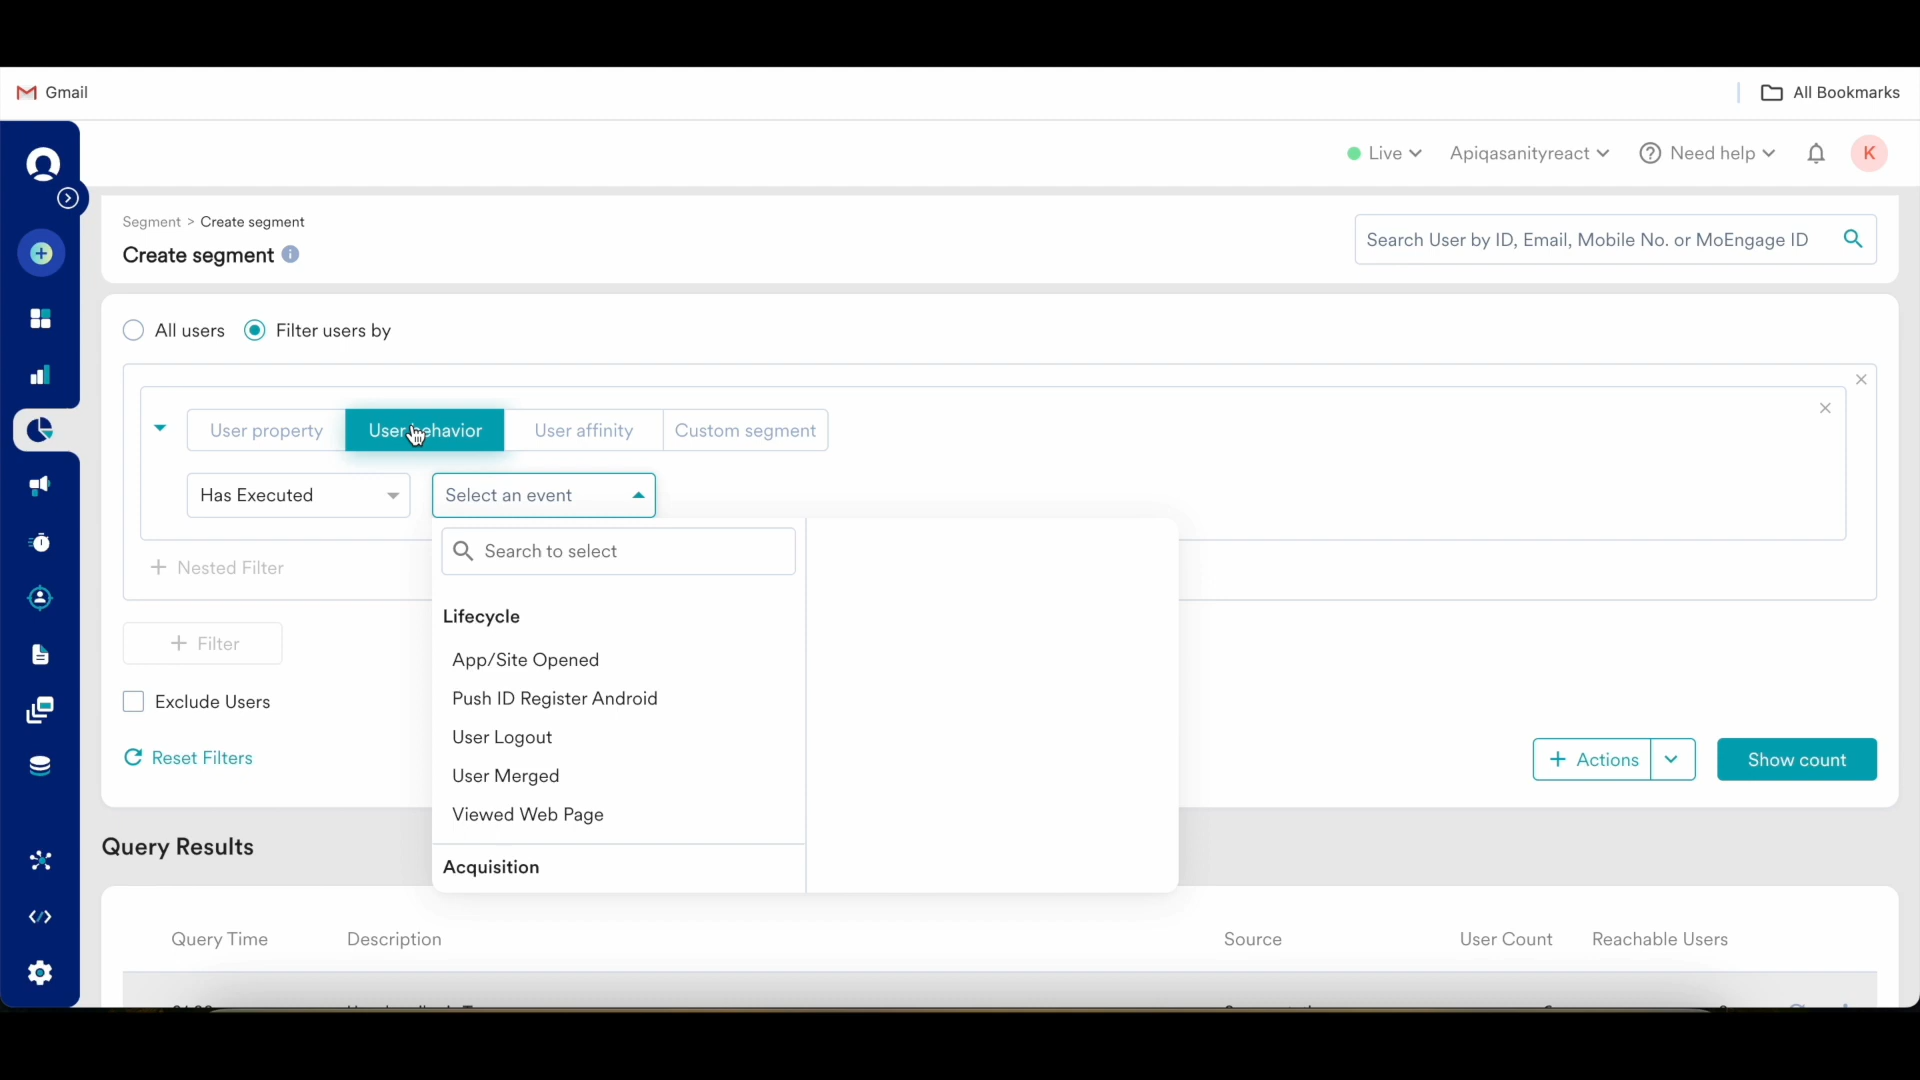 Gmail
All Bookmarks
Live
Apiqasanityreact
Need help
K
Segment > Create segment
Create segment
Search User by ID, Email, Mobile No. or MoEngage ID
All users
Filter users by
User property
User behavior
User affinity
Custom segment
Has Executed
Select an event
Search to select
+ Nested Filter
Lifecycle
+ Filter
App/Site Opened
Push ID Register Android
Exclude Users
User Logout
Reset Filters
+ Actions
Show count
User Merged
Viewed Web Page
Query Results
Acquisition
Query Time
Description
Source
User Count
Reachable Users